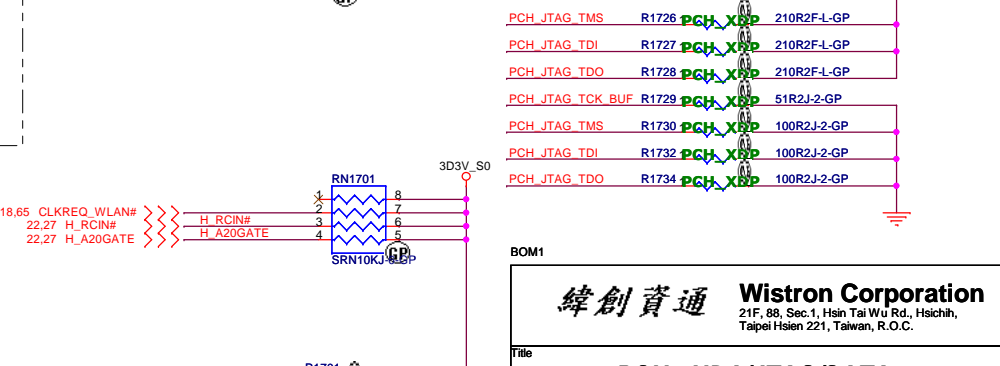 PCH_JTAG_TMS R1726 PCH_XDP 210R2F-L-GP
PCH_JTAG_TDI R1727 PCH_XDP 210R2F-L-GP
PCH_JTAG_TDO R1728 PCH_XDP 210R2F-L-GP
PCH_JTAG_TCK_BUF R1729 PCH_XDP 51R2J-2-GP
PCH_JTAG_TMS R1730 PCH_XDP 100R2J-2-GP
PCH_JTAG_TDI R1732 PCH_XDP 100R2J-2-GP
PCH_JTAG_TDO R1734 PCH_XDP 100R2J-2-GP
3D3V_S0
RN1701
1 8
18,65 CLKREQ_WLAN# 2 7
22,27 H_RCIN# H_RCIN# 3 6
22,27 H_A20GATE H_A20GATE 4 5
GP
BOM1
緯創資通
Wistron Corporation
21F, 88, Sec.1, Hsin Tai Wu Rd., Hsichih,
Taipei Hsien 221, Taiwan, R.O.C.
Title